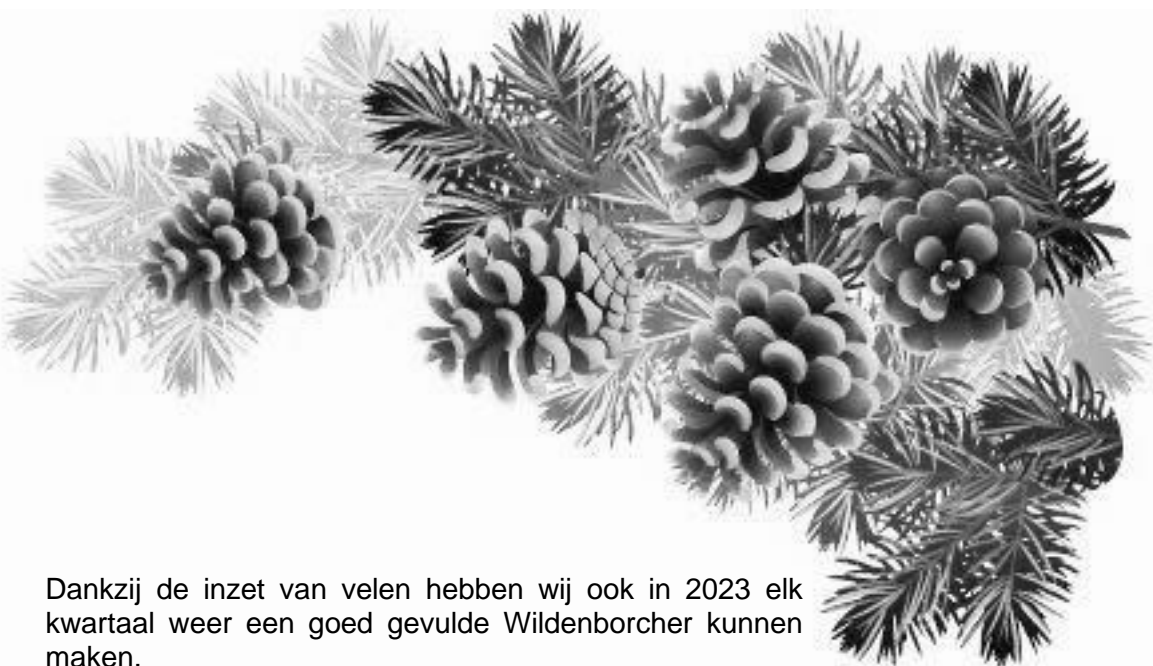 Dankzij de inzet van velen hebben wij ook in 2023 elk
kwartaal weer een goed gevulde Wildenborcher kunnen
maken.